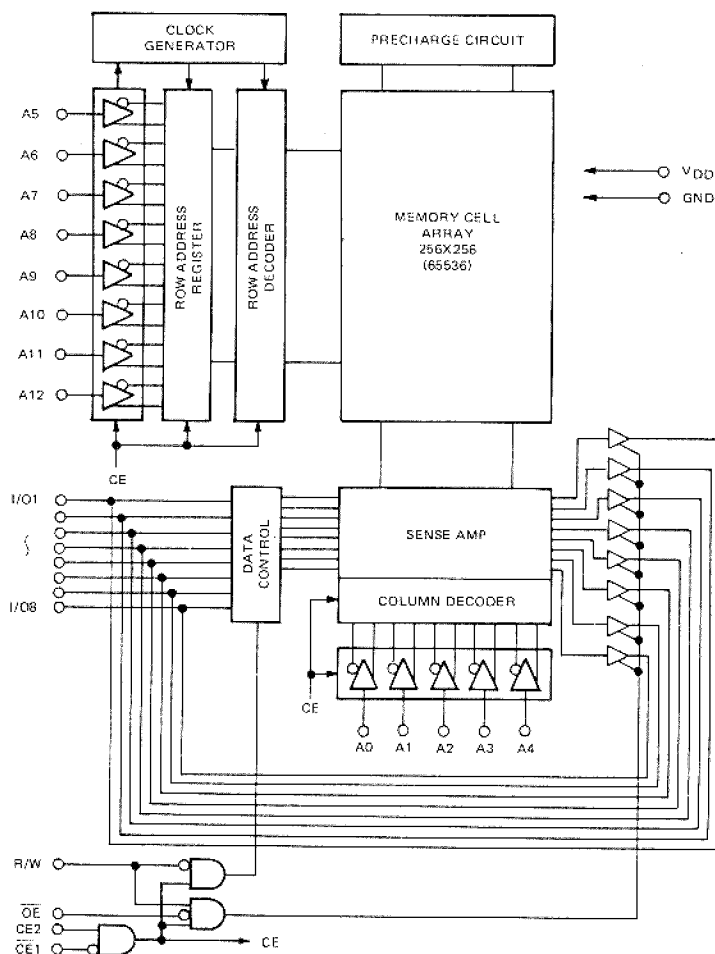 CLOCK
GENERATOR
PRECHARGE CIRCUIT
A5
A6
A7
A8
A9
A10
A11
A12
ROW ADDRESS
REGISTER
ROW ADDRESS
DECODER
MEMORY CELL
ARRAY
256X256
(65536)
VDD
GND
CE
I/O1
I/O8
DATA
CONTROL
SENSE AMP
COLUMN DECODER
CE
A0
A1
A2
A3
A4
R/W
OE
CE2
CE1
CE